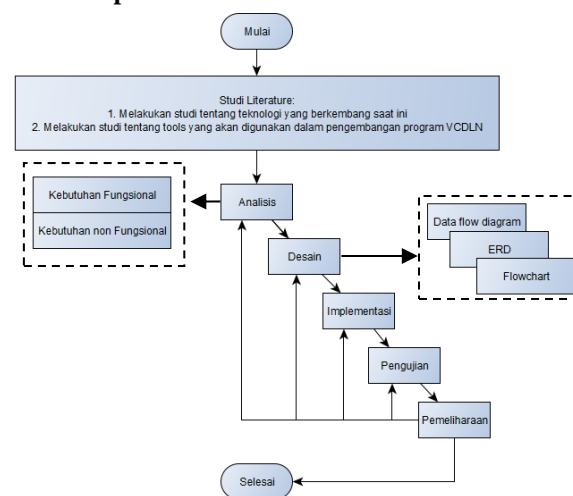 Mulai
Studi Literature:
1. Melakukan studi tentang teknologi yang berkembang saat ini
2. Melakukan studi tentang tools yang akan digunakan dalam pengembangan program VCDLN
Kebutuhan Fungsional
Kebutuhan non Fungsional
Analisis
Data flow diagram
ERD
Flowchart
Desain
Implementasi
Pengujian
Pemeliharaan
Selesai